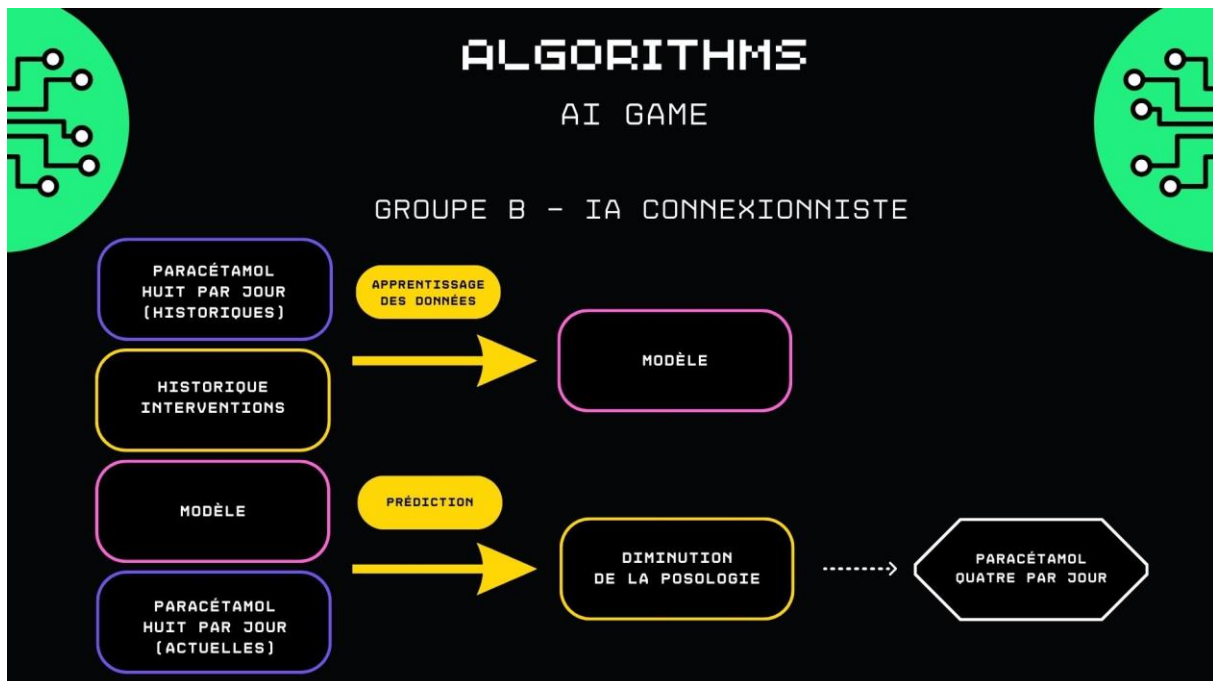 ALGORITHMS
AI GAME
GROUPE B - IA CONNEXIONNISTE
PARACÉTAMOL
HUIT PAR JOUR
(HISTORIQUES)
APPRENTISSAGE
DES DONNÉES
HISTORIQUE
INTERVENTIONS
MODÈLE
MODÈLE
PRÉDICTION
PARACÉTAMOL
HUIT PAR JOUR
(ACTUELLES)
DIMINUTION
DE LA POSOLOGIE
PARACÉTAMOL
QUATRE PAR JOUR